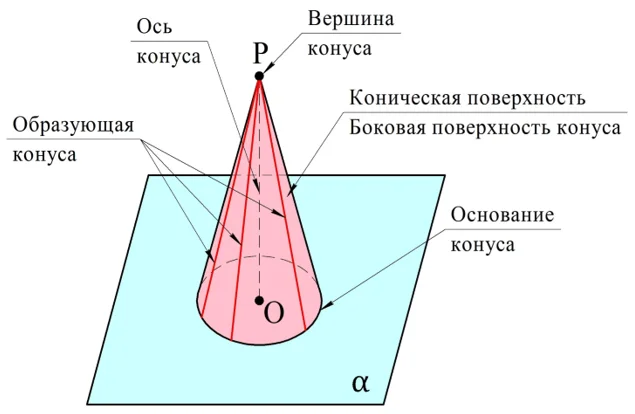 Вершина
конуса
Ось
конуса
P
Коническая поверхность
Боковая поверхность конуса
Образующая
конуса
Основание
конуса
O
α